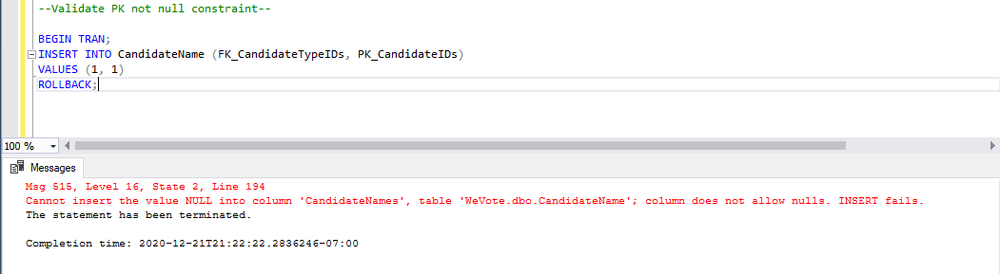 --Validate PK not null constraint--
BEGIN TRAN;
INSERT INTO CandidateName (FK_CandidateTypeIDs, PK_CandidateIDs)
VALUES (1, 1)
ROLLBACK;
100 %
Messages
Msg 515, Level 16, State 2, Line 194
Cannot insert the value NULL into column 'CandidateNames', table 'WeVote.dbo.CandidateName'; column does not allow nulls. INSERT fails.
The statement has been terminated.
Completion time: 2020-12-21T21:22:22.2836246-07:00